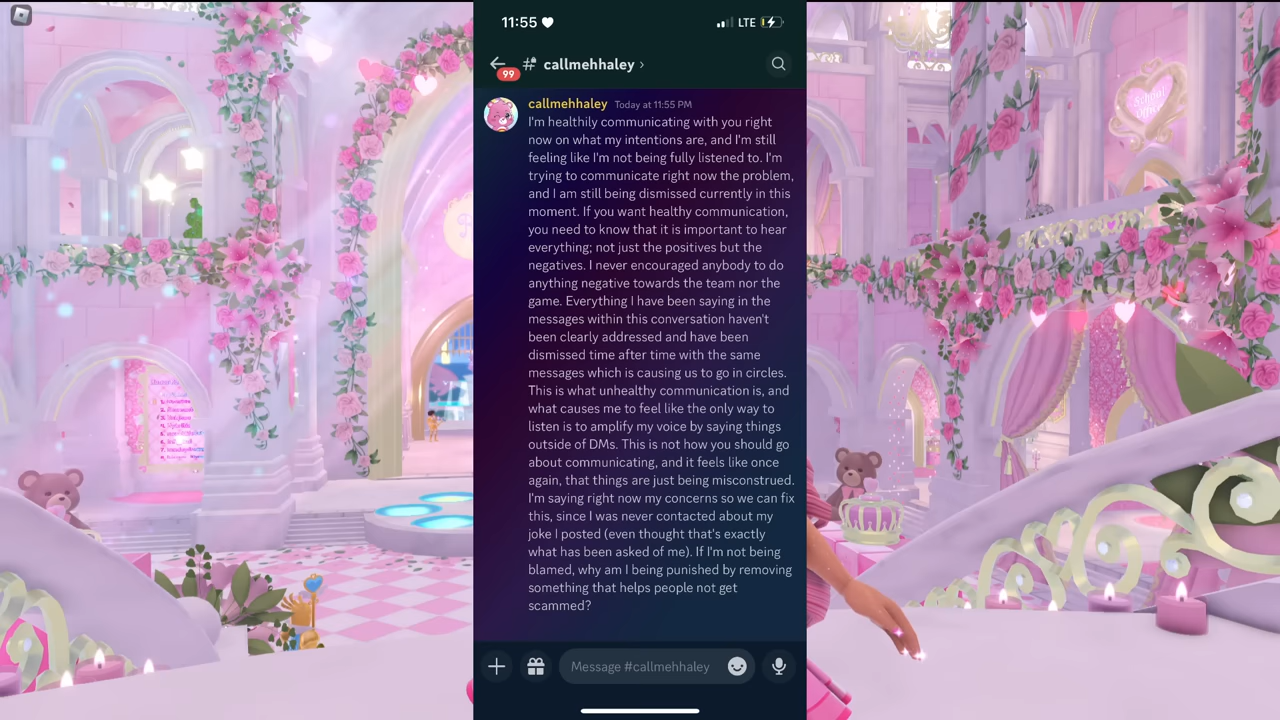 11:55
LTE
99
callmehhaley
callmehhaley Today at 11:55 PM
I'm healthily communicating with you right
now on what my intentions are, and I'm still
feeling like I'm not being fully listened to. I'm
trying to communicate right now the problem,
and I am still being dismissed currently in this
moment. If you want healthy communication,
you need to know that it is important to hear
everything; not just the positives but the
negatives. I never encouraged anybody to do
anything negative towards the team nor the
game. Everything I have been saying in the
messages within this conversation haven't
been clearly addressed and have been
dismissed time after time with the same
messages which is causing us to go in circles.
This is what unhealthy communication is, and
what causes me to feel like the only way to
listen is to amplify my voice by saying things
outside of DMs. This is not how you should go
about communicating, and it feels like once
again, that things are just being misconstrued.
I'm saying right now my concerns so we can fix
this, since I was never contacted about my
joke I posted (even thought that's exactly
what has been asked of me). If I'm not being
blamed, why am I being punished by removing
something that helps people not get
scammed?
Message #callmehhaley